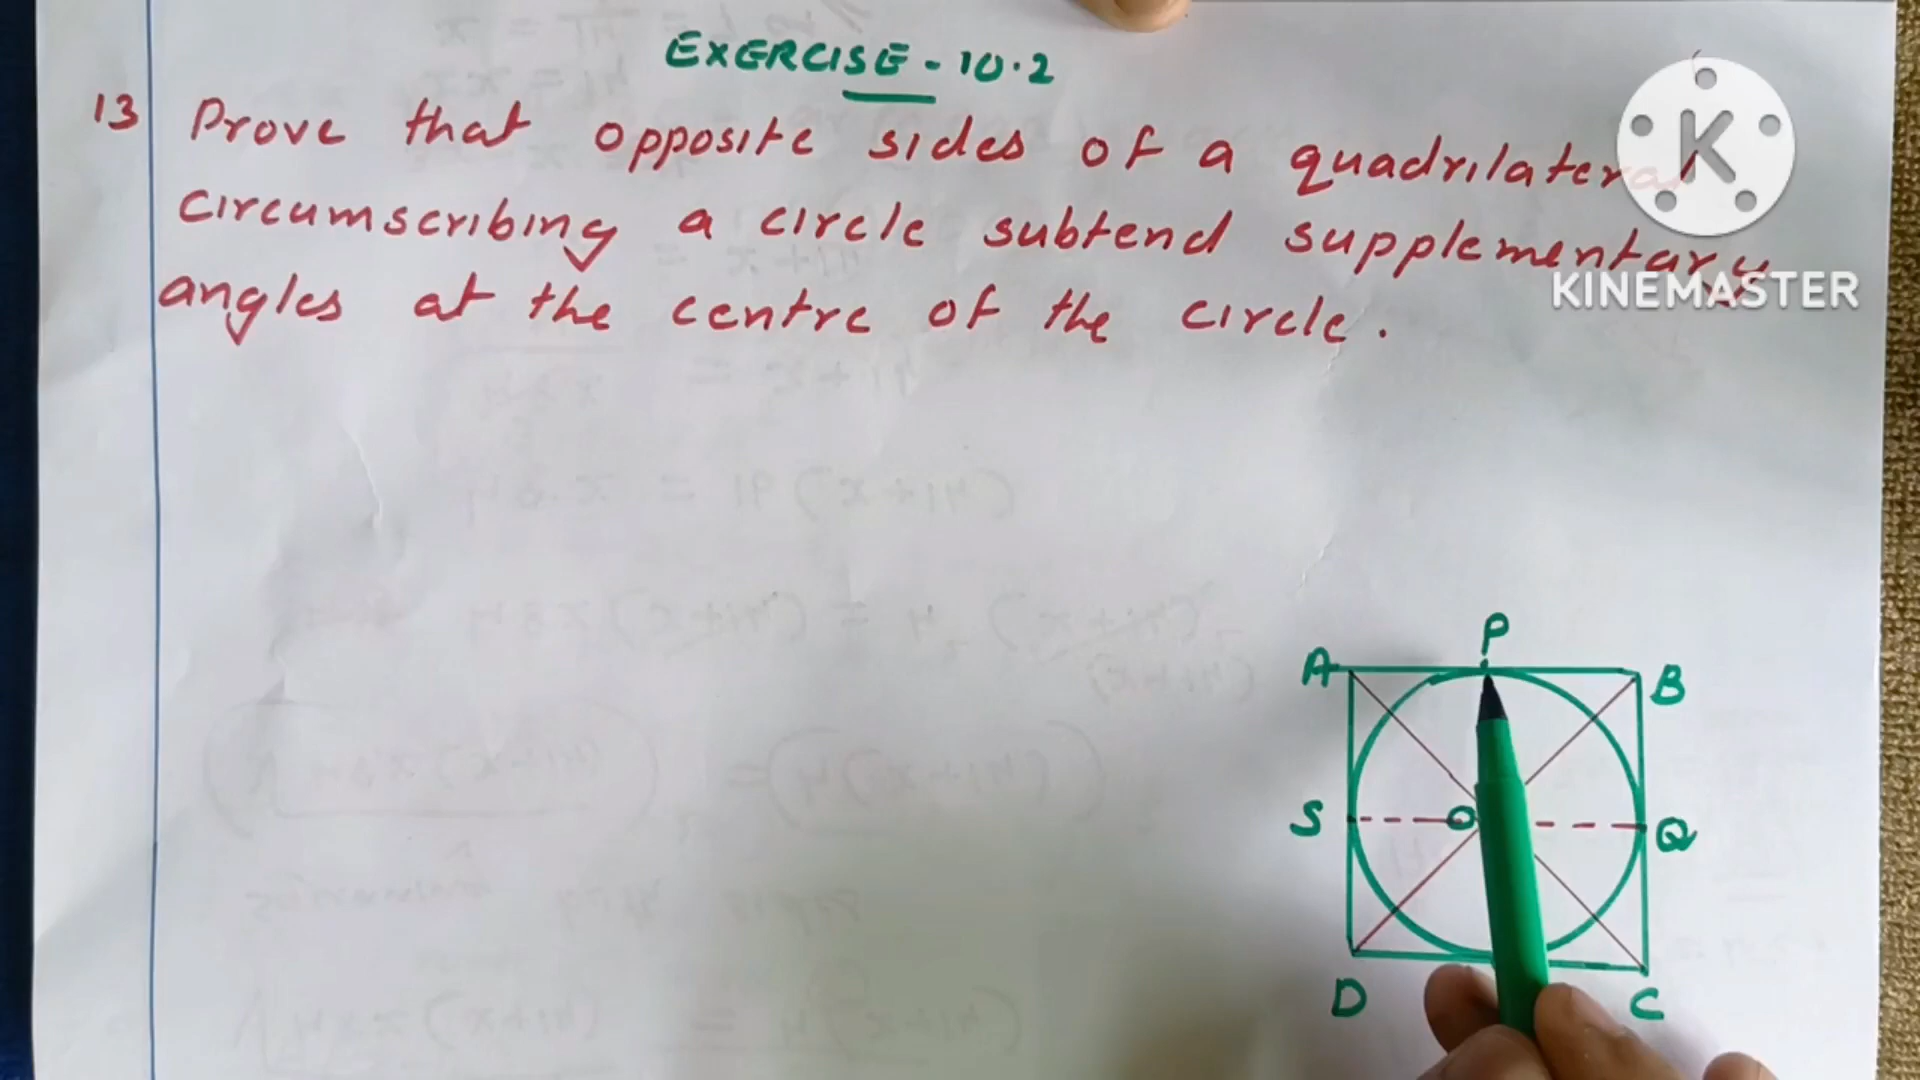 EXERCISE - 10.2
13 Prove that opposite sides of a quadrilateral
circumscribing a circle subtend supplementary
angles at the centre of the circle.
K
KINEMASTER
P
A B
S O Q
D C